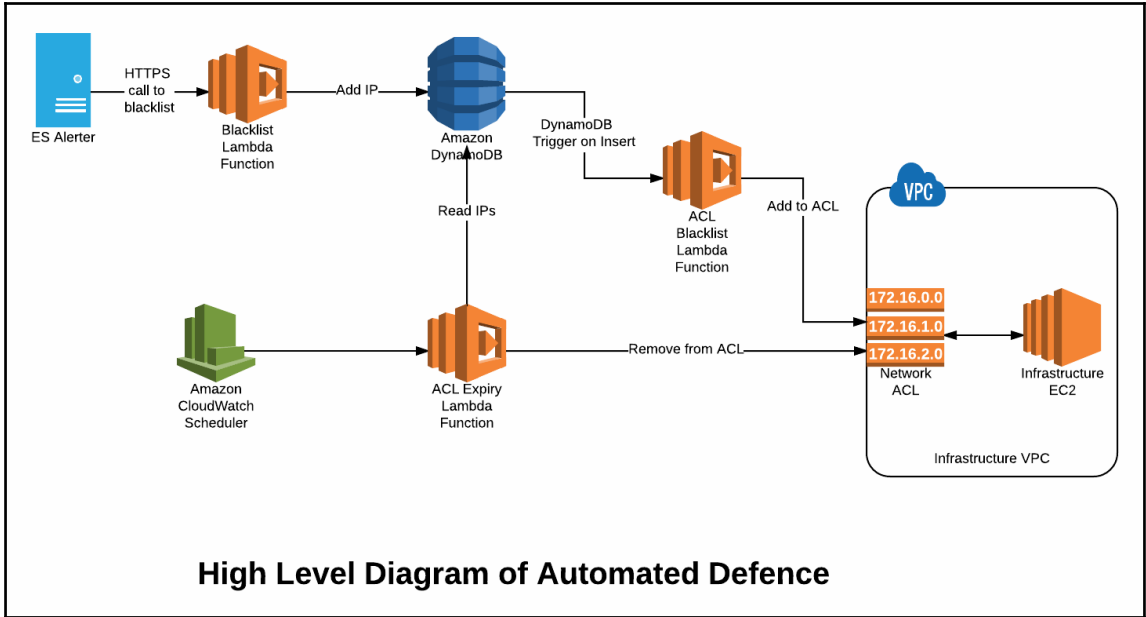 HTTPS
call to
blacklist
ES Alerter
Blacklist
Lambda
Function
Add IP
Amazon
DynamoDB
DynamoDB
Trigger on Insert
Read IPs
ACL
Blacklist
Lambda
Function
Add to ACL
VPC
172.16.0.0
172.16.1.0
172.16.2.0
Network
ACL
Infrastructure
EC2
Infrastructure VPC
Amazon
CloudWatch
Scheduler
ACL Expiry
Lambda
Function
Remove from ACL
High Level Diagram of Automated Defence